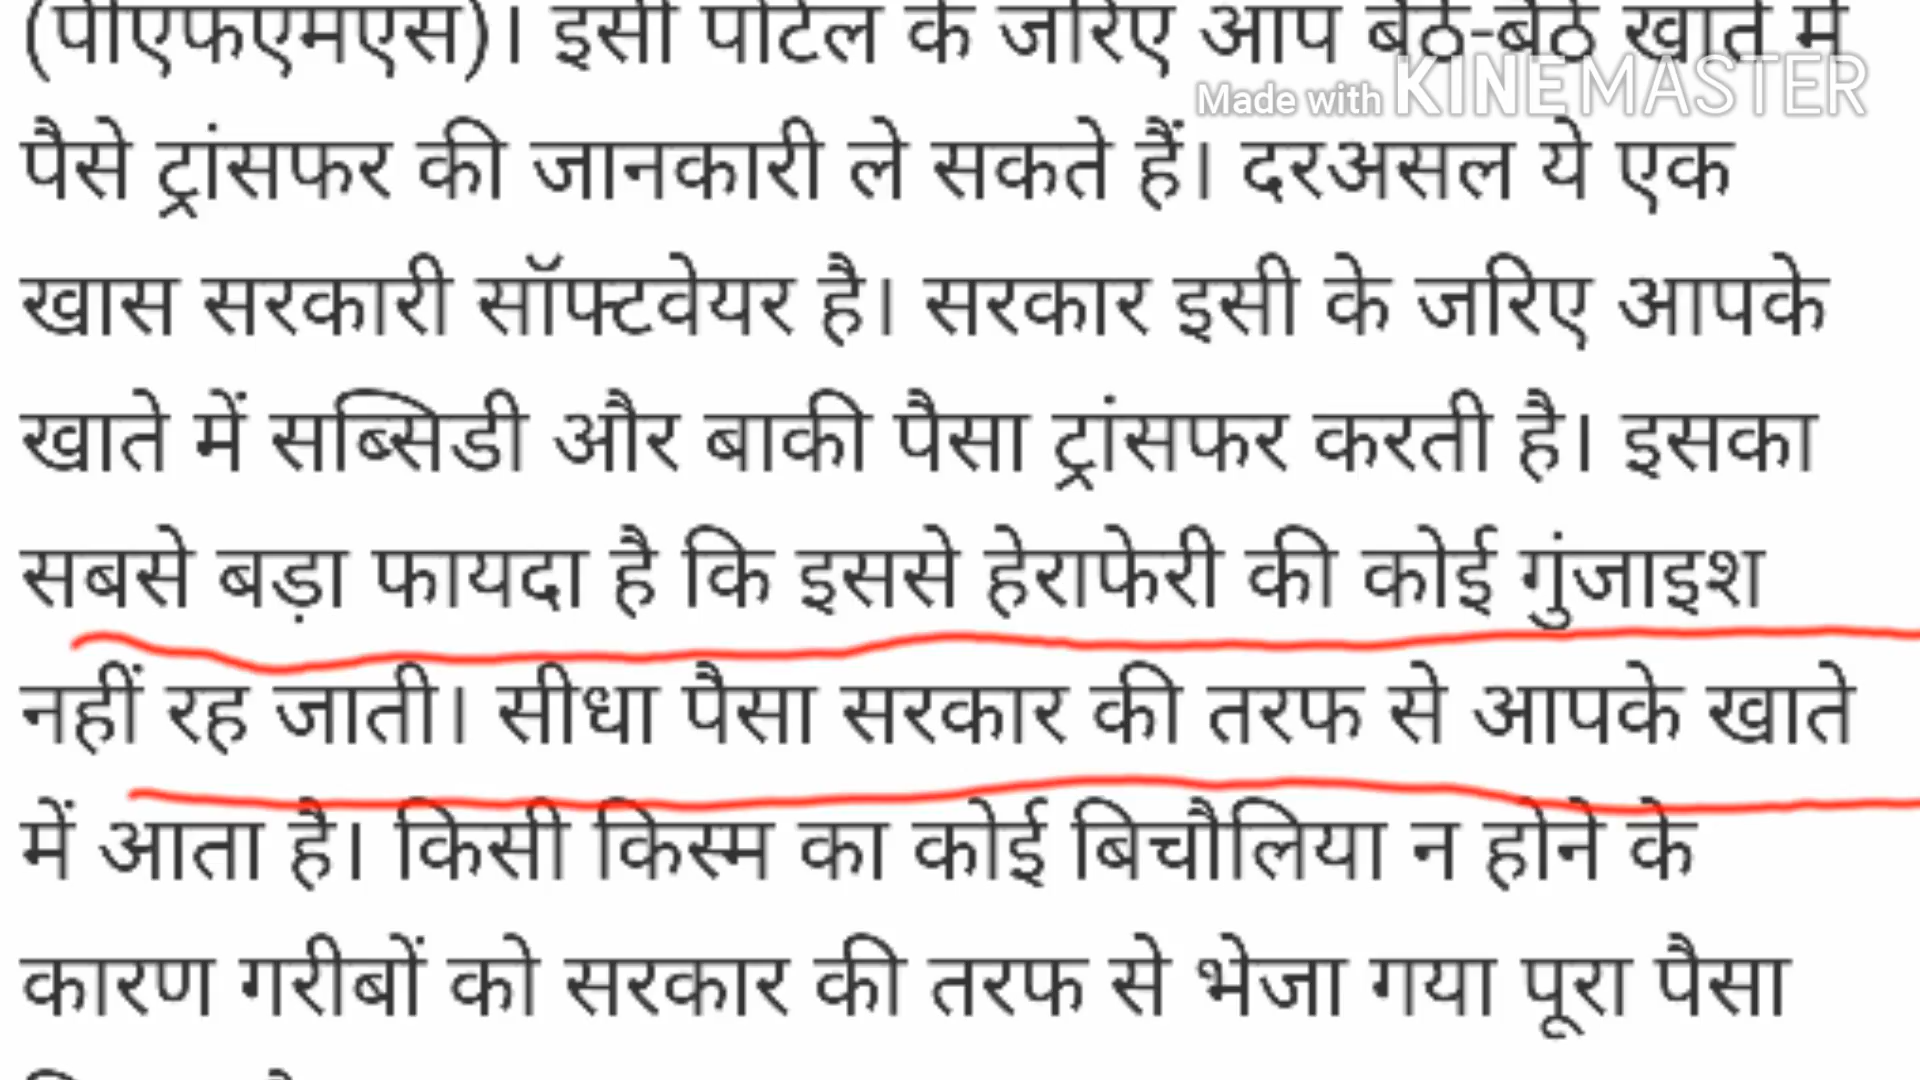 (पीएफएमएस)। इसी पोर्टल के जरिए आप बैठे-बैठे खाते में
Made with KINEMASTER
पैसे ट्रांसफर की जानकारी ले सकते हैं। दरअसल ये एक
खास सरकारी सॉफ्टवेयर है। सरकार इसी के जरिए आपके
खाते में सब्सिडी और बाकी पैसा ट्रांसफर करती है। इसका
सबसे बड़ा फायदा है कि इससे हेराफेरी की कोई गुंजाइश
नहीं रह जाती। सीधा पैसा सरकार की तरफ से आपके खाते
में आता है। किसी किस्म का कोई बिचौलिया न होने के
कारण गरीबों को सरकार की तरफ से भेजा गया पूरा पैसा